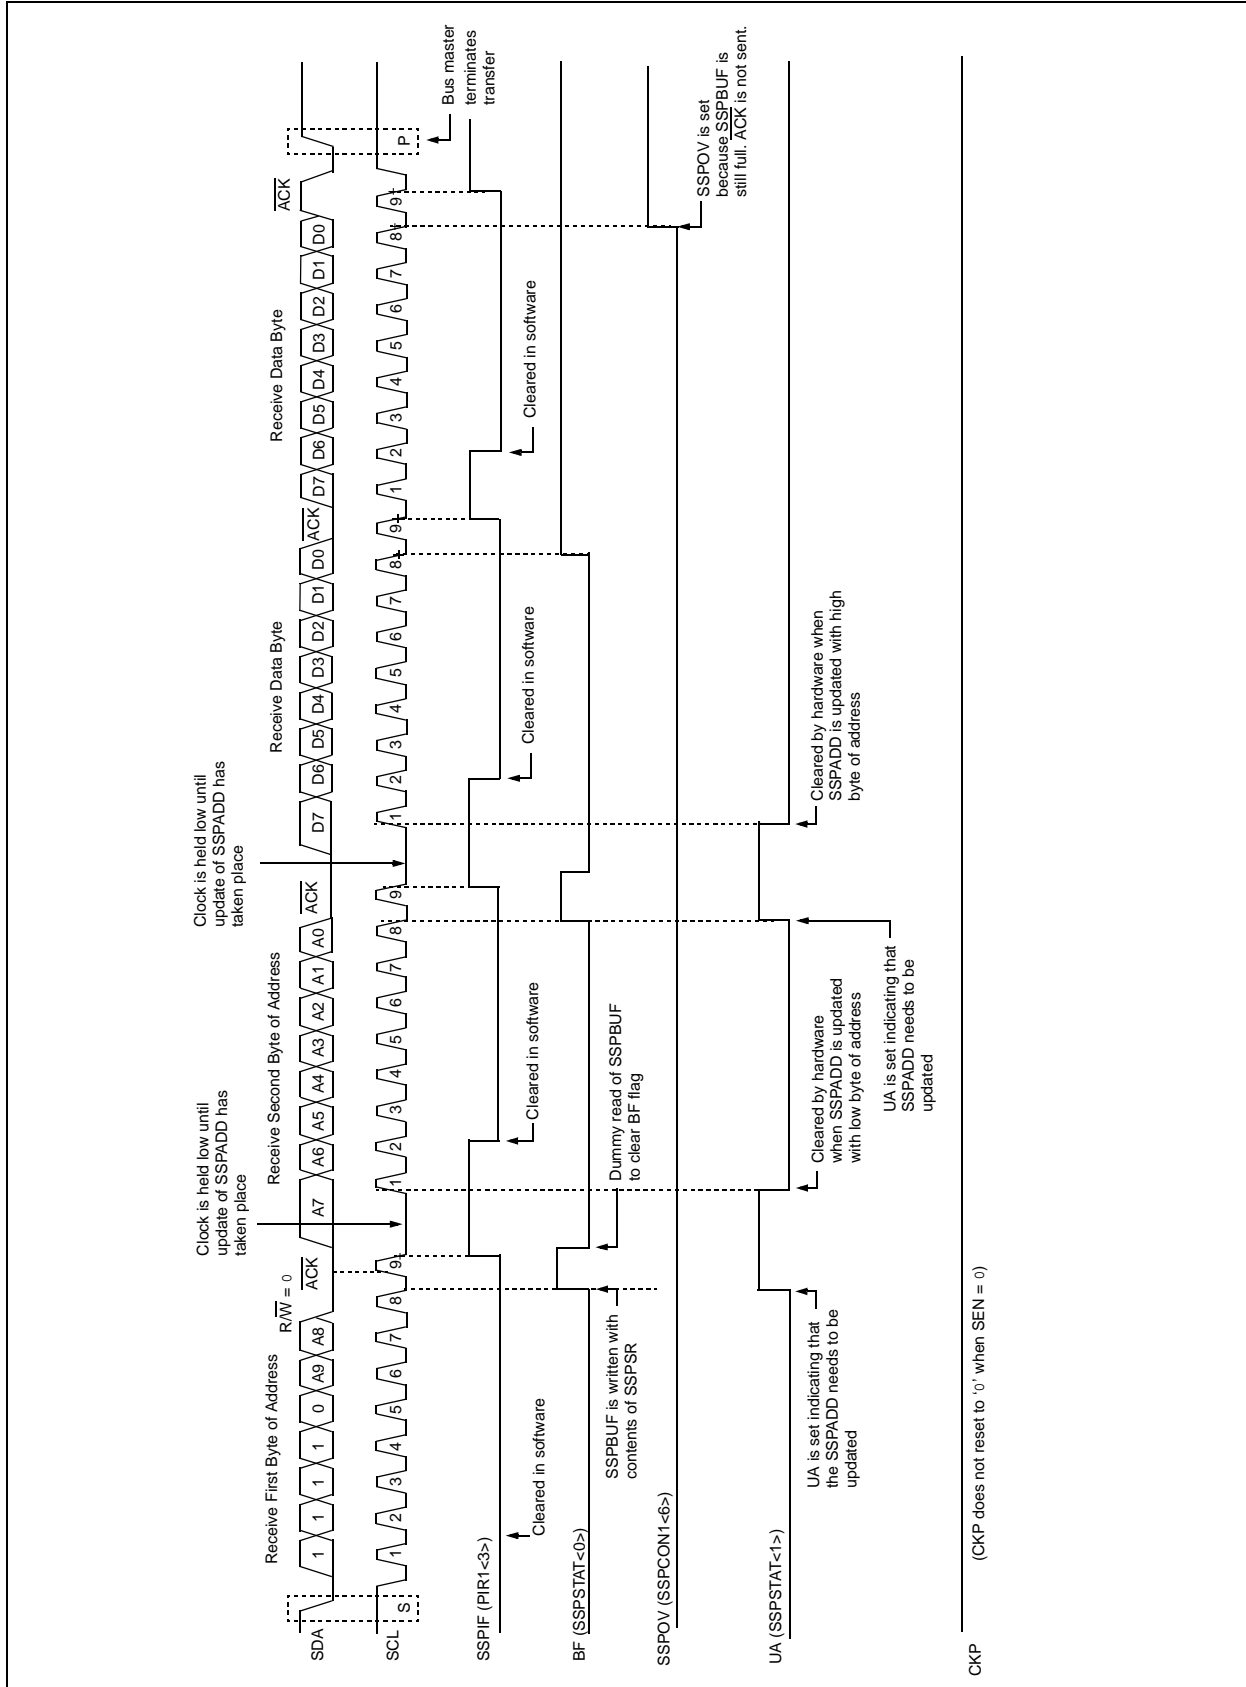 Receive First Byte of Address
R/W = 0
ACK
Clock is held low until
update of SSPADD has
taken place
Receive Second Byte of Address
ACK
Clock is held low until
update of SSPADD has
taken place
Receive Data Byte
ACK
Receive Data Byte
ACK
SDA
1 1 1 1 0 A9 A8
A7 A6 A5 A4 A3 A2 A1 A0
D7 D6 D5 D4 D3 D2 D1 D0
D7 D6 D5 D4 D3 D2 D1 D0
SCL
S
1 2 3 4 5 6 7 8 9
1 2 3 4 5 6 7 8 9
1 2 3 4 5 6 7 8 9
1 2 3 4 5 6 7 8 9
P
Bus master
terminates
transfer
SSPIF (PIR1<3>)
Cleared in software
Cleared in software
Cleared in software
Cleared in software
BF (SSPSTAT<0>)
SSPBUF is written with
contents of SSPSR
Dummy read of SSPBUF
to clear BF flag
SSPOV (SSPCON1<6>)
SSPOV is set
because SSPBUF is
still full. ACK is not sent.
UA (SSPSTAT<1>)
UA is set indicating that
the SSPADD needs to be
updated
Cleared by hardware
when SSPADD is updated
with low byte of address
UA is set indicating that
SSPADD needs to be
updated
Cleared by hardware when
SSPADD is updated with high
byte of address
CKP
(CKP does not reset to ‘0’ when SEN = 0)